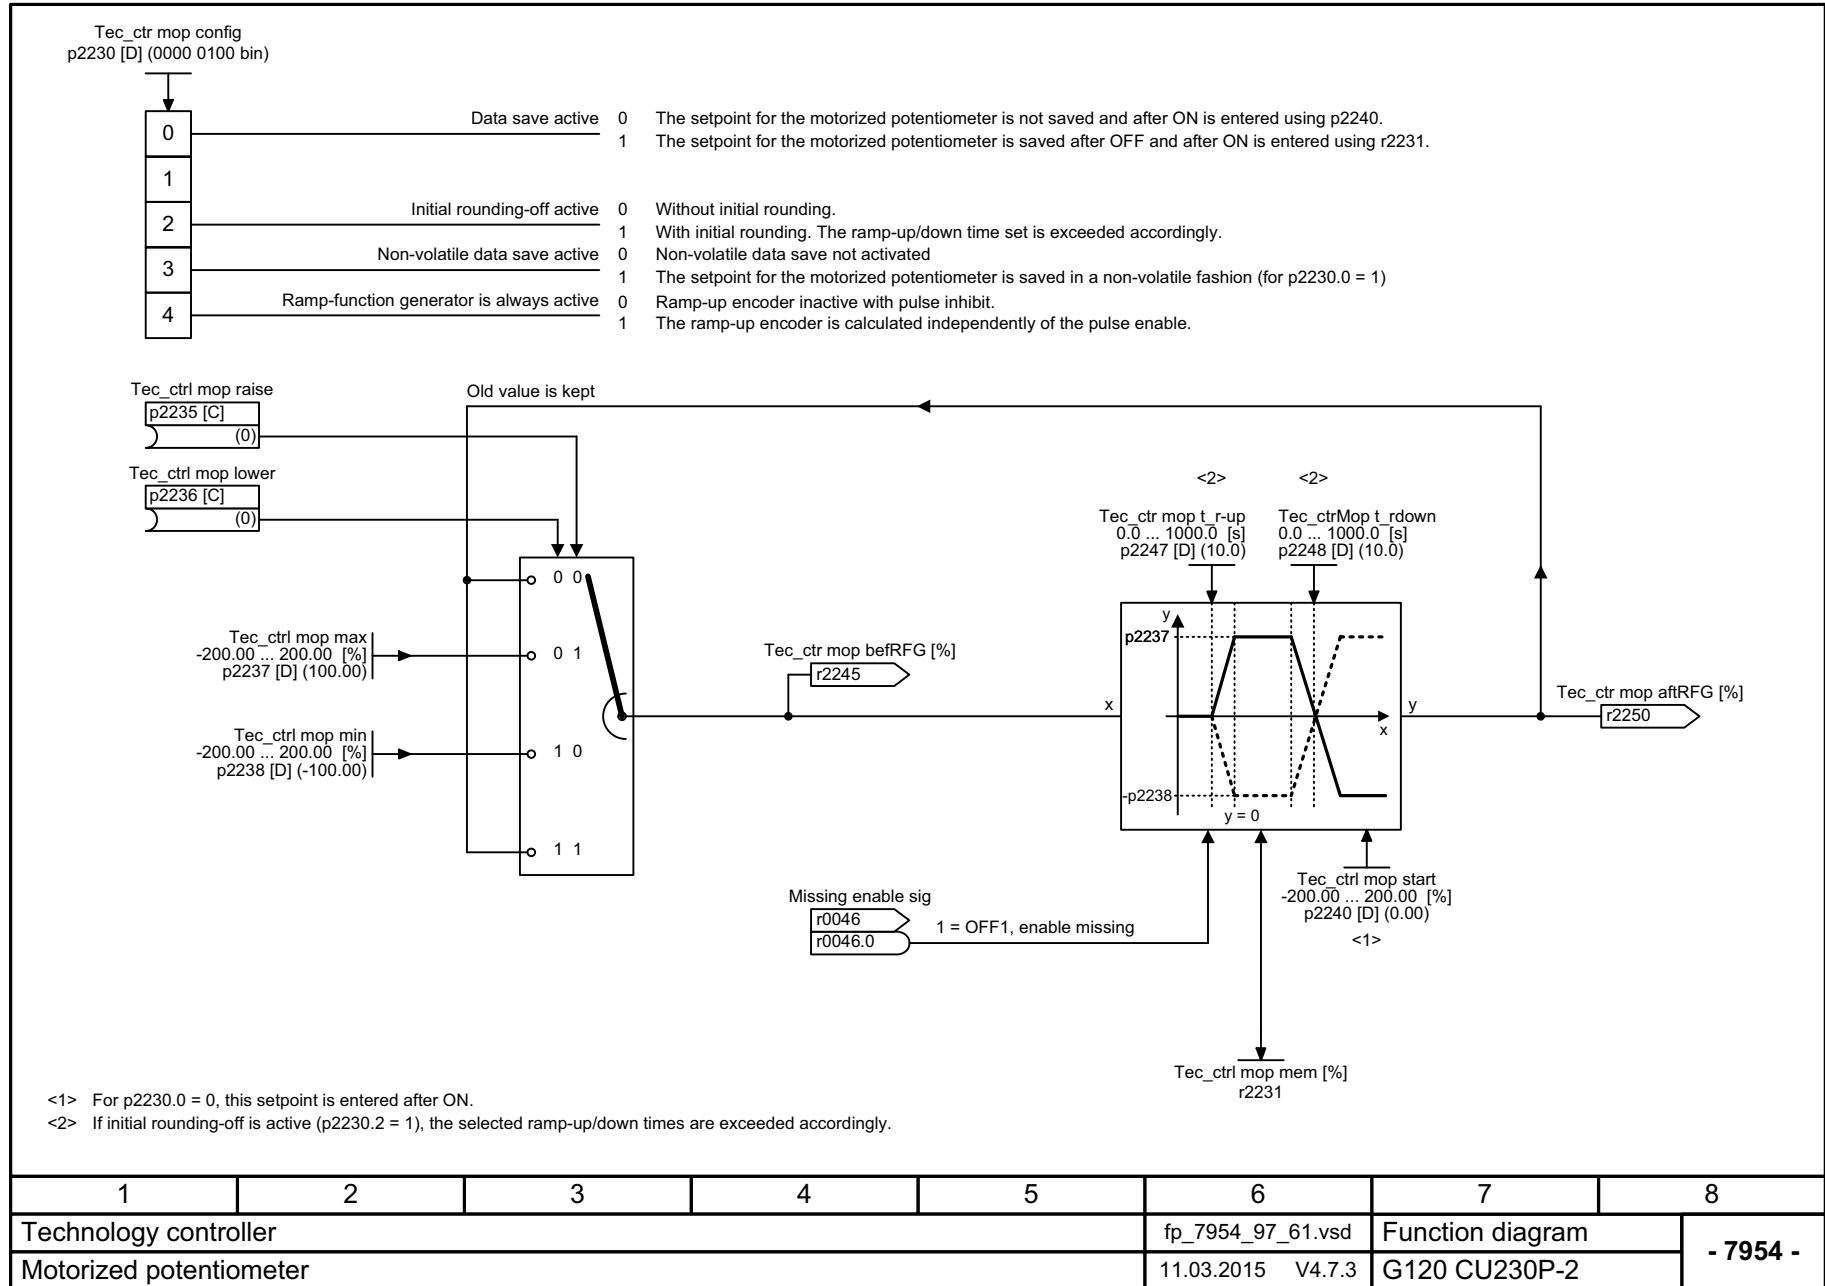 Tec_ctr mop config
p2230 [D] (0000 0100 bin)
0
1
2
3
4
Data save active 0 The setpoint for the motorized potentiometer is not saved and after ON is entered using p2240.
1 The setpoint for the motorized potentiometer is saved after OFF and after ON is entered using r2231.
Initial rounding-off active 0 Without initial rounding.
1 With initial rounding. The ramp-up/down time set is exceeded accordingly.
Non-volatile data save active 0 Non-volatile data save not activated
1 The setpoint for the motorized potentiometer is saved in a non-volatile fashion (for p2230.0 = 1)
Ramp-function generator is always active 0 Ramp-up encoder inactive with pulse inhibit.
1 The ramp-up encoder is calculated independently of the pulse enable.
Tec_ctrl mop raise
p2235 [C]
(0)
Old value is kept
Tec_ctrl mop lower
p2236 [C]
(0)
0 0
0 1
1 0
1 1
Tec_ctrl mop max
-200.00 ... 200.00 [%]
p2237 [D] (100.00)
Tec_ctrl mop min
-200.00 ... 200.00 [%]
p2238 [D] (-100.00)
Tec_ctr mop befRFG [%]
r2245
<2>
<2>
Tec_ctr mop t_r-up
0.0 ... 1000.0 [s]
p2247 [D] (10.0)
Tec_ctrMop t_rdown
0.0 ... 1000.0 [s]
p2248 [D] (10.0)
y
p2237
x
x
y
-p2238
y = 0
Tec_ctr mop aftRFG [%]
r2250
Missing enable sig
r0046
r0046.0
1 = OFF1, enable missing
Tec_ctrl mop start
-200.00 ... 200.00 [%]
p2240 [D] (0.00)
<1>
Tec_ctrl mop mem [%]
r2231
<1> For p2230.0 = 0, this setpoint is entered after ON.
<2> If initial rounding-off is active (p2230.2 = 1), the selected ramp-up/down times are exceeded accordingly.
1 2 3 4 5 6 7 8
Technology controller fp_7954_97_61.vsd Function diagram
- 7954 -
Motorized potentiometer 11.03.2015 V4.7.3 G120 CU230P-2